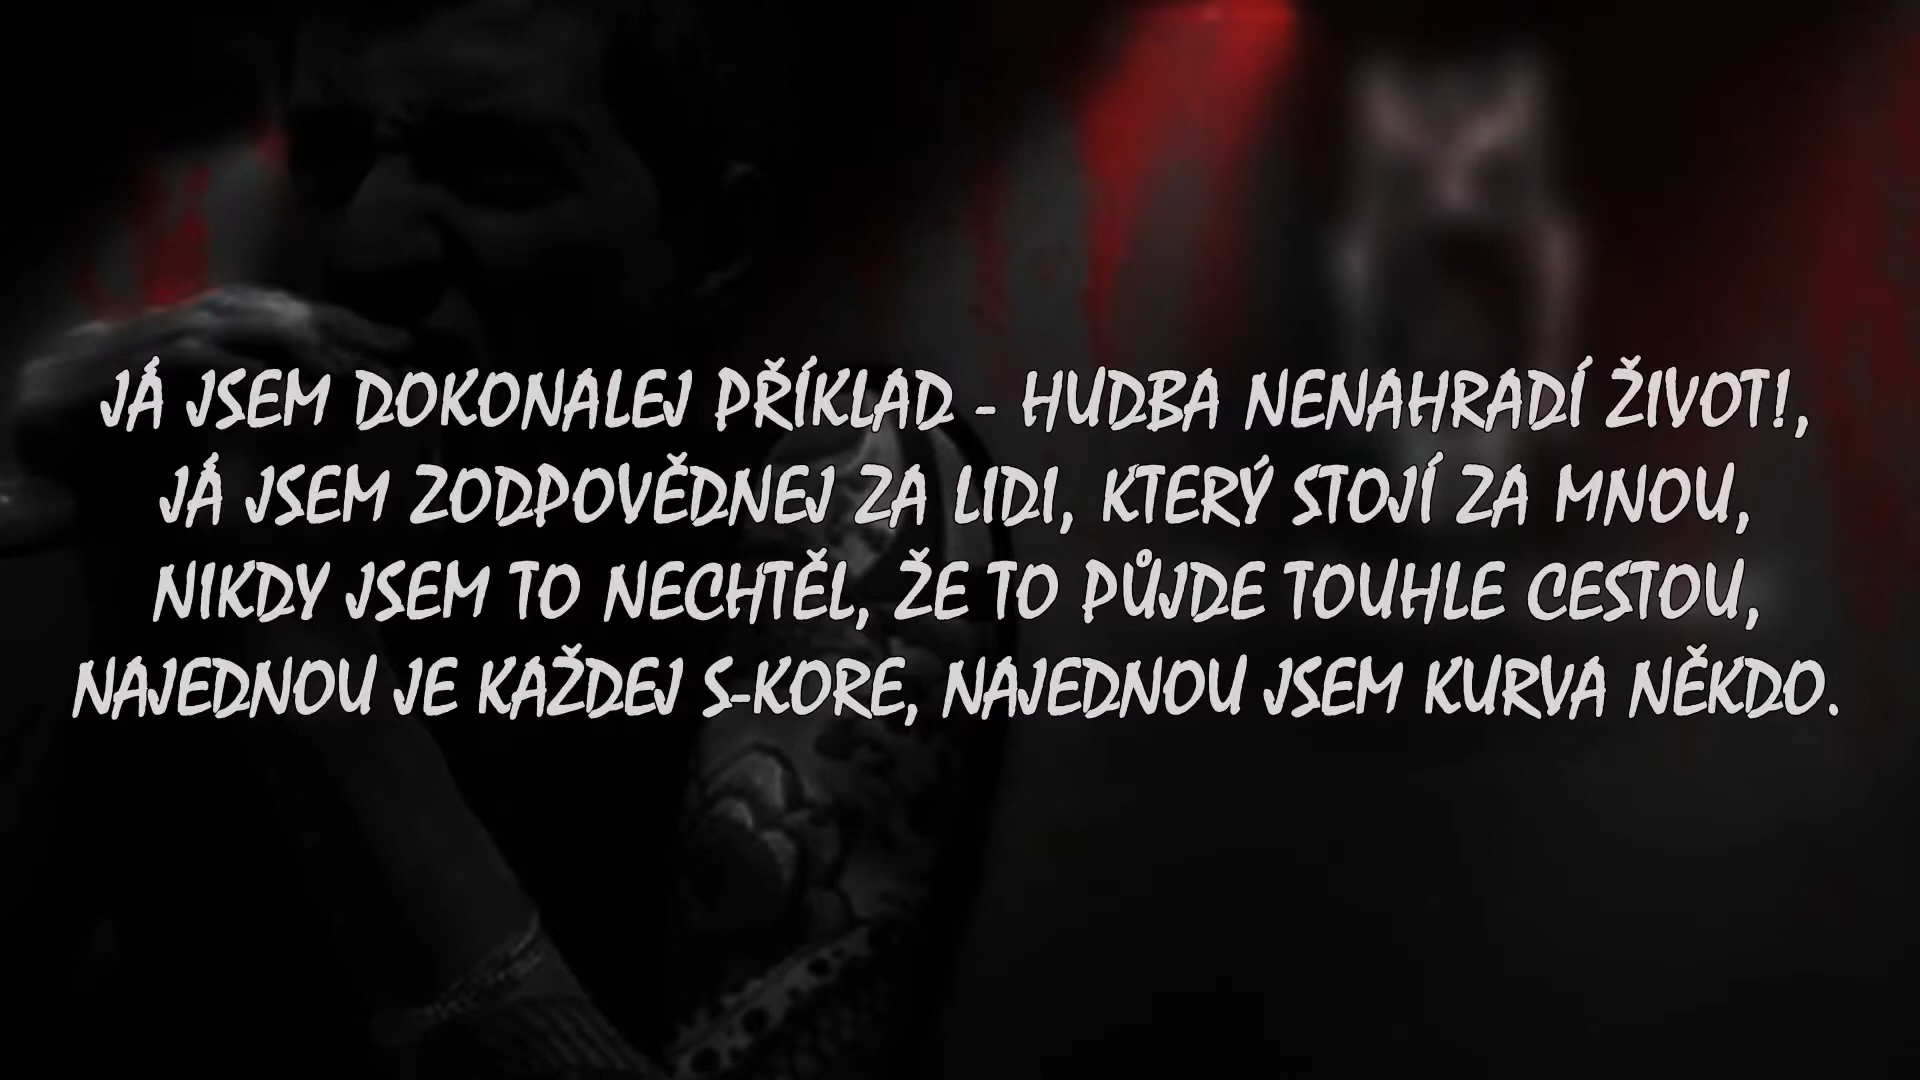 JÁ JSEM DOKONALEJ PŘÍKLAD - HUDBA NENAHRADÍ ŽIVOT!,
JÁ JSEM ZODPOVĚDNEJ ZA LIDI, KTERÝ STOJÍ ZA MNOU,
NIKDY JSEM TO NECHTĚL, ŽE TO PŮJDE TOUHLE CESTOU,
NAJEDNOU JE KAŽDEJ S-KORE, NAJEDNOU JSEM KURVA NĚKDO.